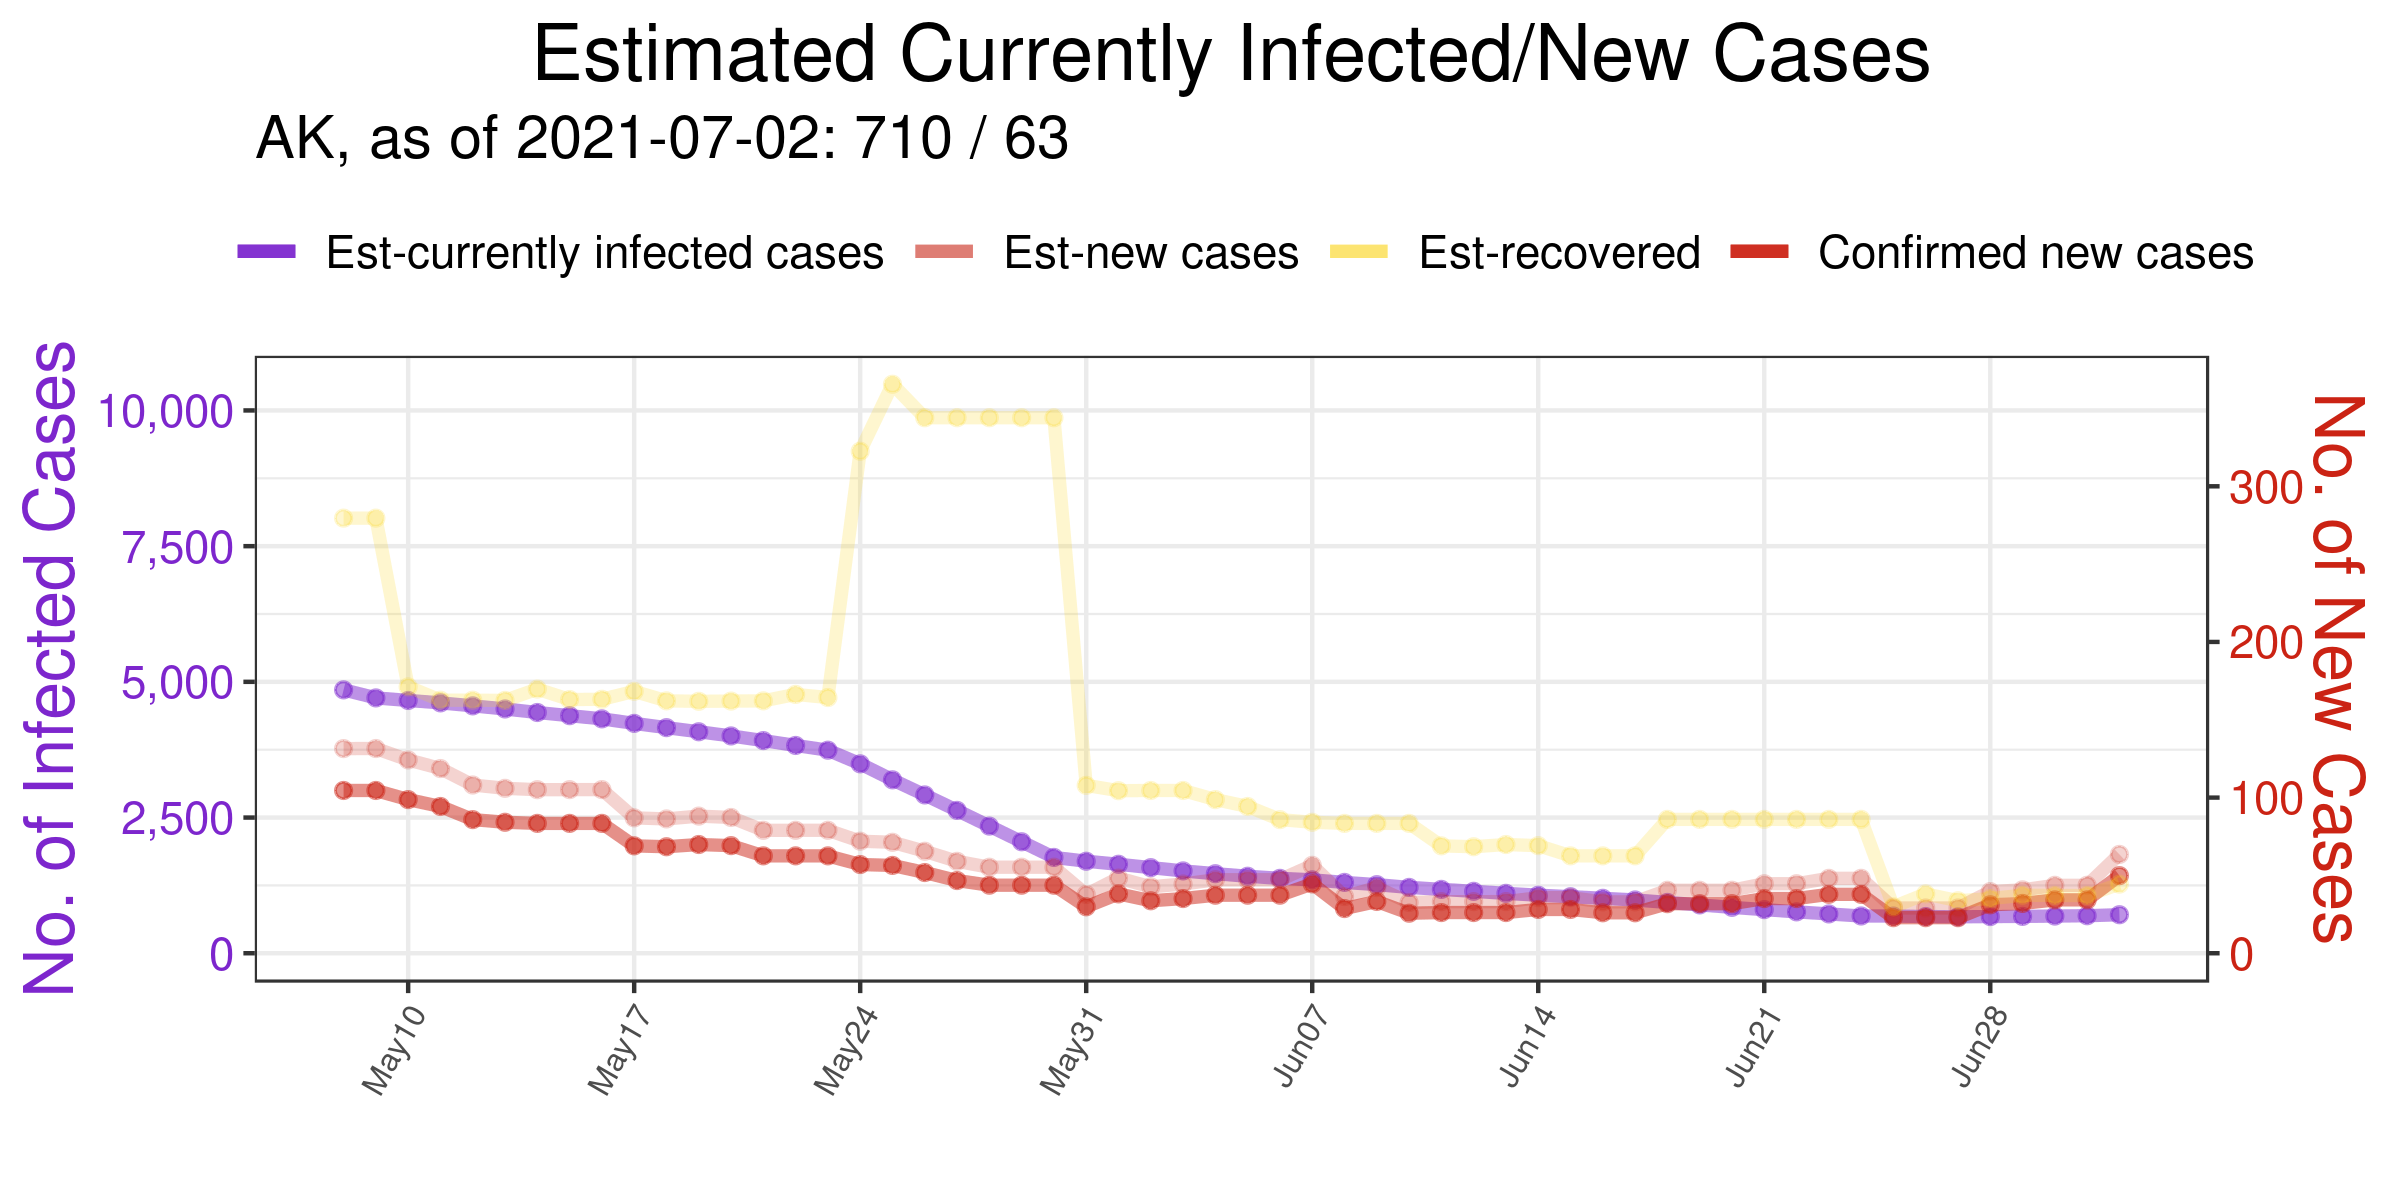 Estimated Currently Infected/New Cases
AK, as of 2021-07-02: 710 / 63
Est-currently infected cases Est-new cases Est-recovered Confirmed new cases
No. of Infected Cases
10,000
7,500
5,000
2,500
0
300
200
100
0
No. of New Cases
May10 May17 May24 May31 Jun07 Jun14 Jun21 Jun28